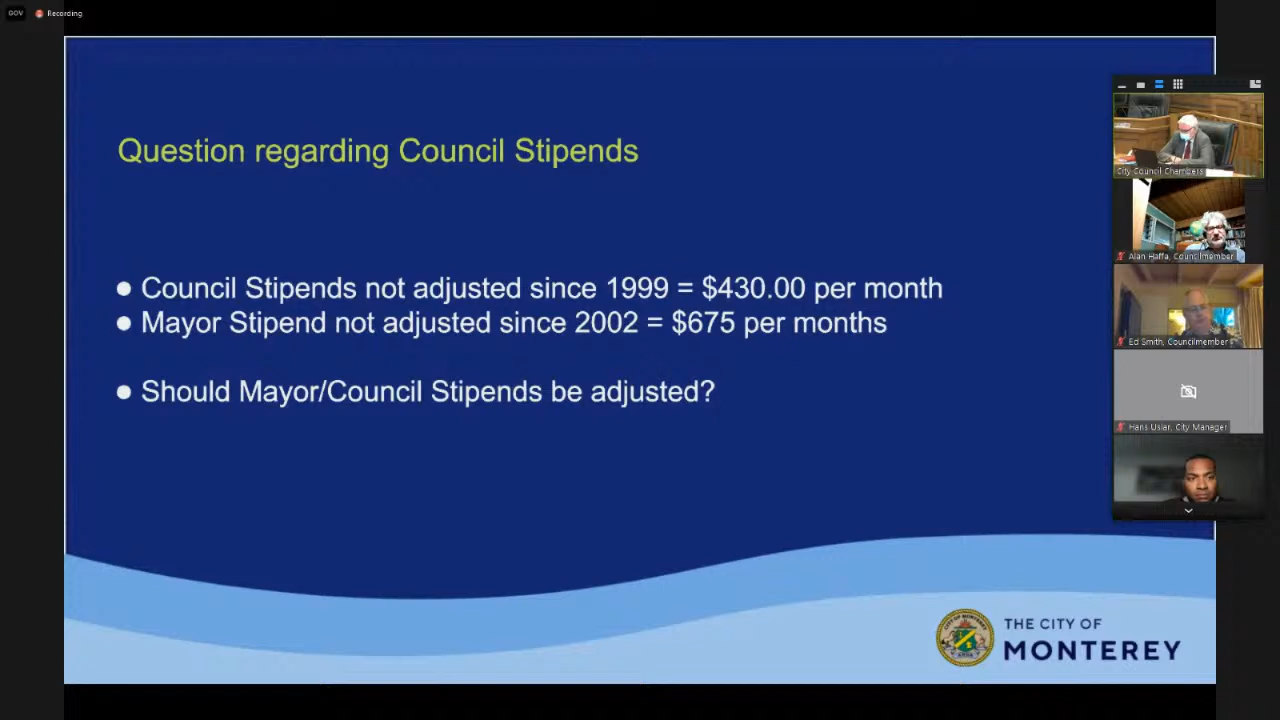 GOV
Recording
Question regarding Council Stipends
● Council Stipends not adjusted since 1999 = $430.00 per month
● Mayor Stipend not adjusted since 2002 = $675 per months
● Should Mayor/Council Stipends be adjusted?
City Council Chambers
Alan Haffa, Councilmember
Ed Smith, Councilmember
Hans Uslar, City Manager
THE CITY OF
MONTEREY